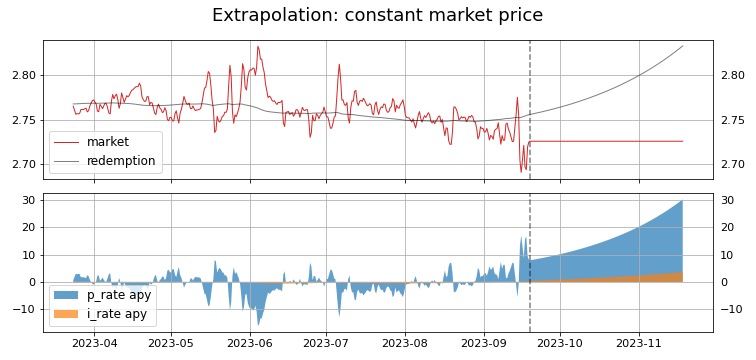 Extrapolation: constant market price
2.80 2.80
2.75 2.75
2.70 2.70
market
redemption
30 30
20 20
10 10
0 0
−10 −10
p_rate apy
i_rate apy
2023-04 2023-05 2023-06 2023-07 2023-08 2023-09 2023-10 2023-11